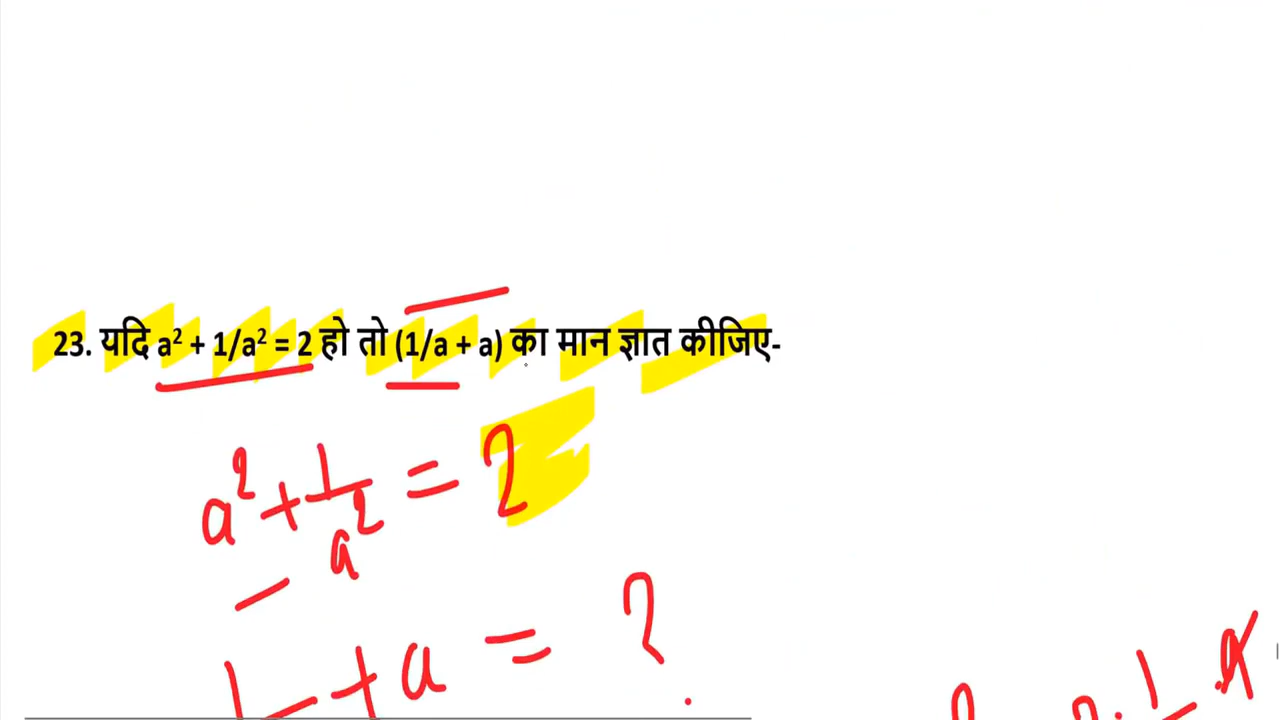 23. यदि a² + 1/a² = 2 हो तो (1/a + a) का मान ज्ञात कीजिए-
a² + 1/a² = 2
1/ + a = ?